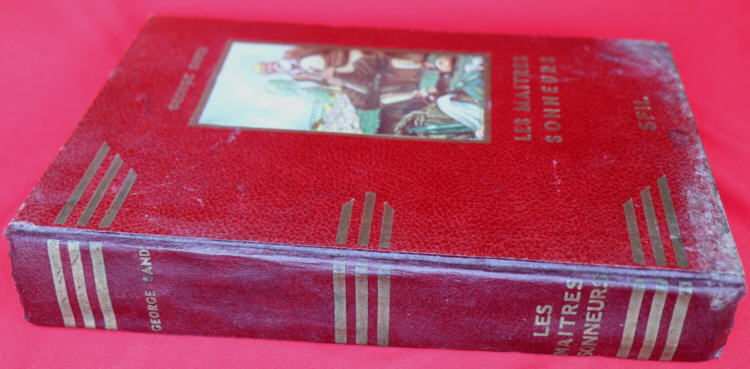 GEORGE SAND
LES MAITRES
SONNEURS
SFIL
GEORGE SAND
LES
MAITRES
SONNEURS